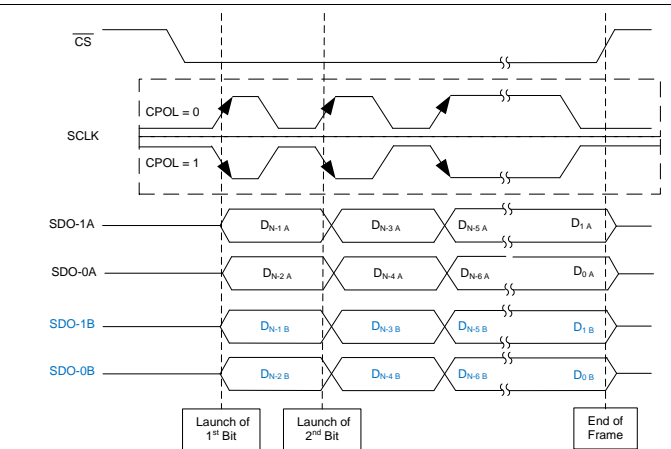 CS
CPOL = 0
SCLK
CPOL = 1
SDO-1A DN-1 A DN-3 A DN-5 A D1 A
SDO-0A DN-2 A DN-4 A DN-6 A D0 A
SDO-1B DN-1 B DN-3 B DN-5 B D1 B
SDO-0B DN-2 B DN-4 B DN-6 B D0 B
Launch of
1st Bit
Launch of
2nd Bit
End of
Frame